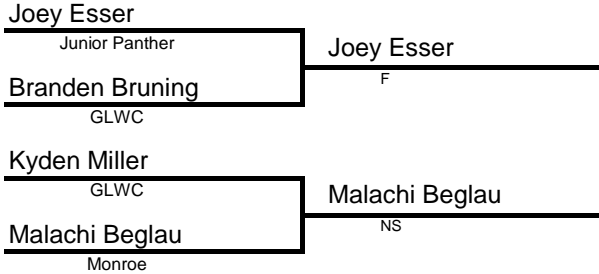 Joey Esser
Junior Panther
Branden Bruning
GLWC
Kyden Miller
GLWC
Malachi Beglau
Monroe
Joey Esser
F
Malachi Beglau
NS